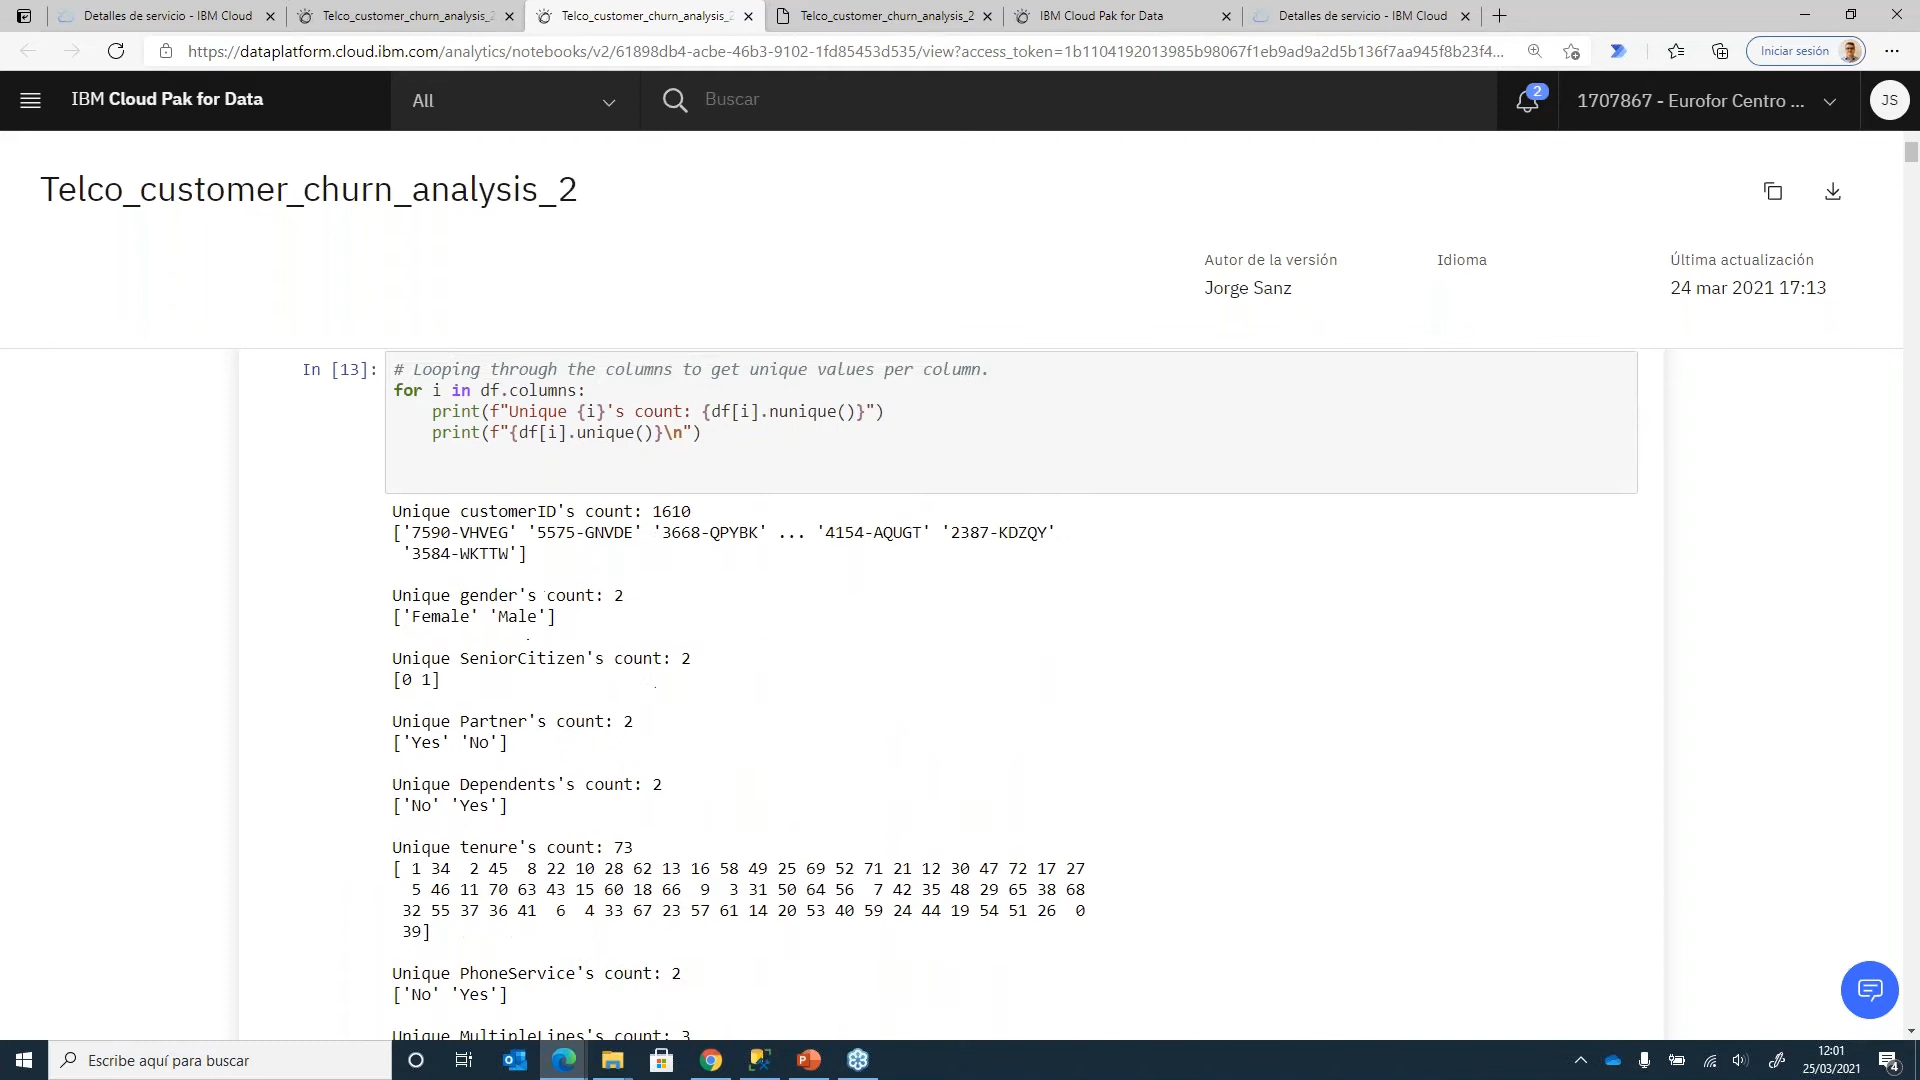 Detalles de servicio - IBM Cloud
Telco_customer_churn_analysis_2
Telco_customer_churn_analysis_2
Telco_customer_churn_analysis_2
IBM Cloud Pak for Data
Detalles de servicio - IBM Cloud
https://dataplatform.cloud.ibm.com/analytics/notebooks/v2/61898db4-acbe-46b3-9102-1fd85453d535/view?access_token=1b1104192013985b98067f1eb9ad9a2d5b136f7aa945f8b23f4...
Iniciar sesión
IBM Cloud Pak for Data
All
Buscar
2
1707867 - Eurofor Centro ...
JS
Telco_customer_churn_analysis_2
Autor de la versión
Jorge Sanz
Idioma
Última actualización
24 mar 2021 17:13
In [13]:
# Looping through the columns to get unique values per column.
for i in df.columns:
    print(f"Unique {i}'s count: {df[i].nunique()}")
    print(f"{df[i].unique()}\n")
Unique customerID's count: 1610
['7590-VHVEG' '5575-GNVDE' '3668-QPYBK' ... '4154-AQUGT' '2387-KDZQY'
 '3584-WKTTW']
Unique gender's count: 2
['Female' 'Male']
Unique SeniorCitizen's count: 2
[0 1]
Unique Partner's count: 2
['Yes' 'No']
Unique Dependents's count: 2
['No' 'Yes']
Unique tenure's count: 73
[ 1 34  2 45  8 22 10 28 62 13 16 58 49 25 69 52 71 21 12 30 47 72 17 27
  5 46 11 70 63 43 15 60 18 66  9  3 31 50 64 56  7 42 35 48 29 65 38 68
 32 55 37 36 41  6  4 33 67 23 57 61 14 20 53 40 59 24 44 19 54 51 26  0
 39]
Unique PhoneService's count: 2
['No' 'Yes']
Unique MultipleLines's count: 3
Escribe aquí para buscar
12:01
25/03/2021
4